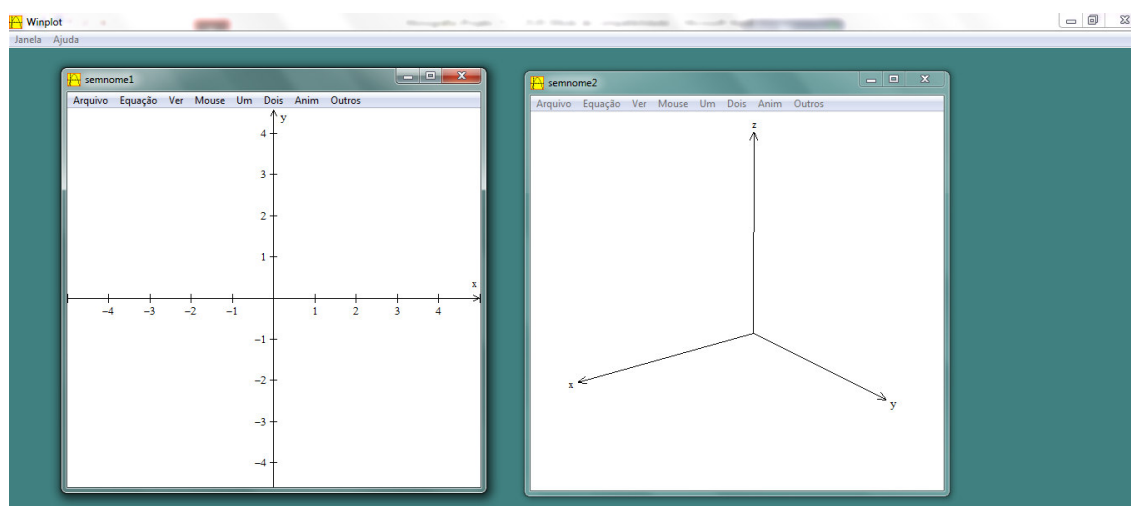 Winplot
Janela Ajuda
semnome1
Arquivo Equação Ver Mouse Um Dois Anim Outros
y
4
3
2
1
x
−4 −3 −2 −1 1 2 3 4
−1
−2
−3
−4
semnome2
Arquivo Equação Ver Mouse Um Dois Anim Outros
z
x
y